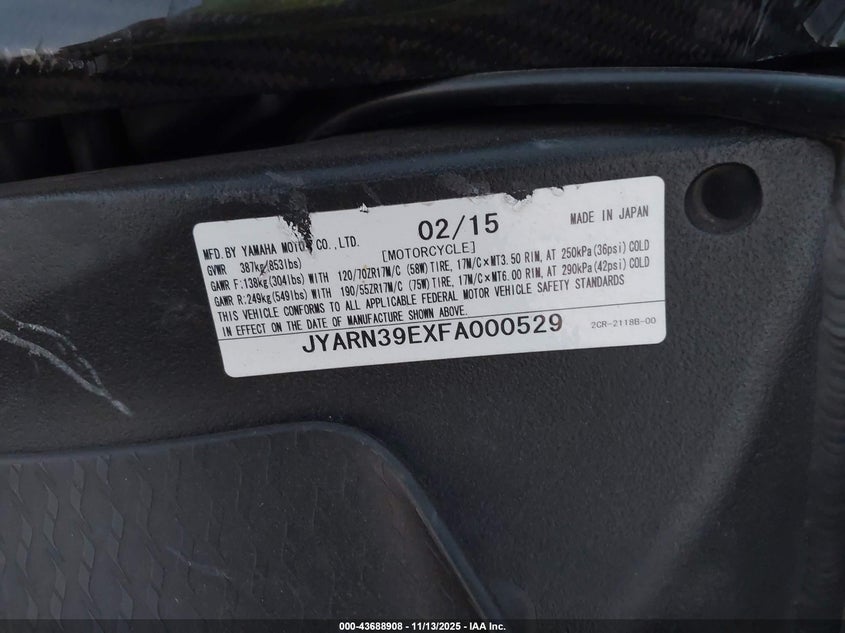 02/15
MADE IN JAPAN
MFD.BY YAMAHA MOTOR CO.,LTD.
[MOTORCYCLE]
GVWR 387kg(853lbs)
GAWR F:138kg(304lbs) WITH 120/70ZR17M/C (58W) TIRE, 17M/C×MT3.50 RIM, AT 250kPa(36psi) COLD
GAWR R:249kg(549lbs) WITH 190/55ZR17M/C (75W) TIRE, 17M/C×MT6.00 RIM, AT 290kPa(42psi) COLD
THIS VEHICLE CONFORMS TO ALL APPLICABLE FEDERAL MOTOR VEHICLE SAFETY STANDARDS
IN EFFECT ON THE DATE OF MANUFACTURE SHOWN ABOVE.
JYARN39EXFA000529
2CR-2118B-00
000-43688908 - 11/13/2025 - IAA Inc.